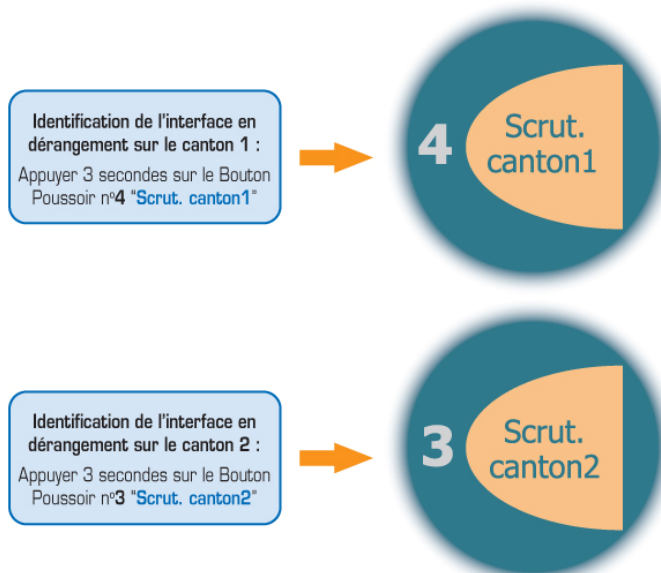 Identification de l'interface en
dérangement sur le canton 1 :
Appuyer 3 secondes sur le Bouton
Poussoir nº4 "Scrut. canton1"
4
Scrut.
canton1
Identification de l'interface en
dérangement sur le canton 2 :
Appuyer 3 secondes sur le Bouton
Poussoir nº3 "Scrut. canton2"
3
Scrut.
canton2